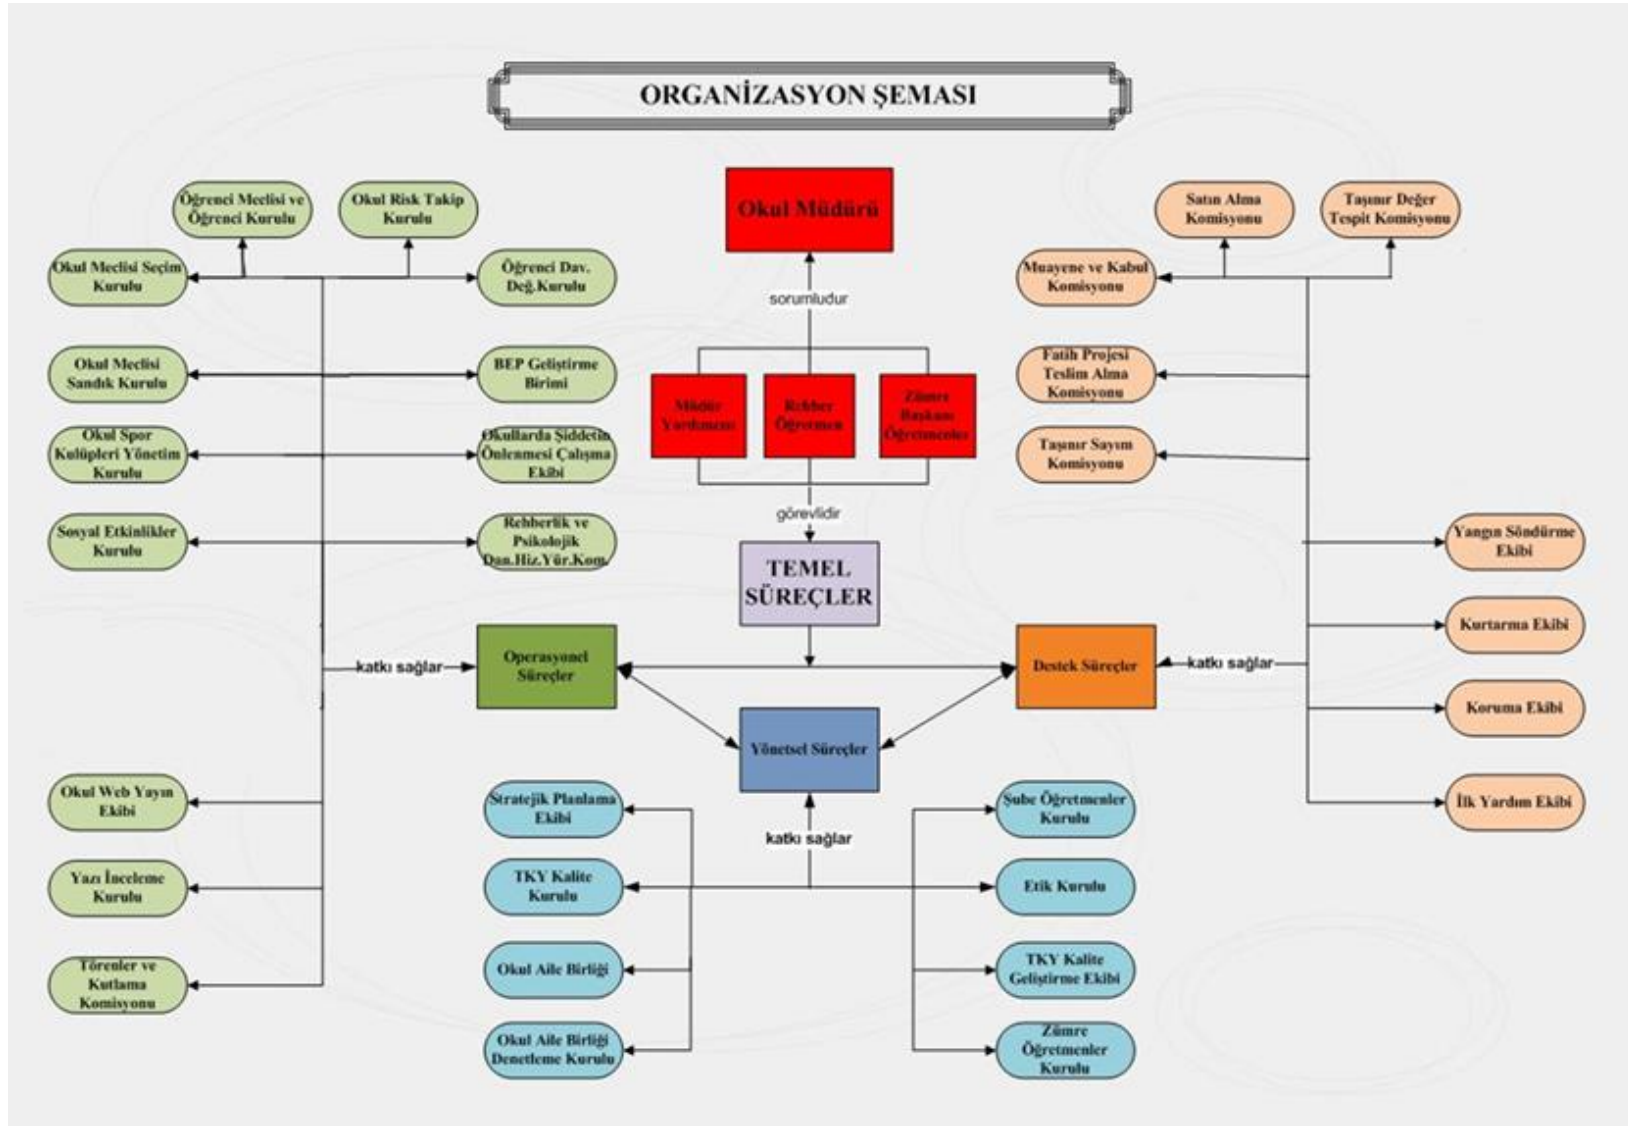 ORGANİZASYON ŞEMASI
Öğrenci Meclisi ve
Öğrenci Kurulu
Okul Risk Takip
Kurulu
Okul Müdürü
Satın Alma
Komisyonu
Taşınır Değer
Tespit Komisyonu
Okul Meclisi Seçim
Kurulu
Öğrenci Dav.
Değ.Kurulu
Muayene ve Kabul
Komisyonu
sorumludur
Okul Meclisi
Sandık Kurulu
BEP Geliştirme
Birimi
Fatih Projesi
Teslim Alma
Komisyonu
Müdür
Yardımcısı
Rehber
Öğretmen
Zümre
Başkanı
Öğretmenler
Okul Spor
Kulüpleri Yönetim
Kurulu
Okullarda Şiddetin
Önlenmesi Çalışma
Ekibi
Taşınır Sayım
Komisyonu
görevlidir
Sosyal Etkinlikler
Kurulu
Rehberlik ve
Psikolojik
Dan.Hiz.Yür.Kom.
Yangın Söndürme
Ekibi
TEMEL
SÜREÇLER
Kurtarma Ekibi
katkı sağlar
Operasyonel
Süreçler
Destek Süreçler
katkı sağlar
Koruma Ekibi
Yönetsel Süreçler
Okul Web Yayın
Ekibi
Stratejik Planlama
Ekibi
katkı sağlar
Şube Öğretmenler
Kurulu
İlk Yardım Ekibi
Yazı İnceleme
Kurulu
TKY Kalite
Kurulu
Etik Kurulu
Törenler ve
Kutlama
Komisyonu
Okul Aile Birliği
TKY Kalite
Geliştirme Ekibi
Okul Aile Birliği
Denetleme Kurulu
Zümre
Öğretmenler
Kurulu